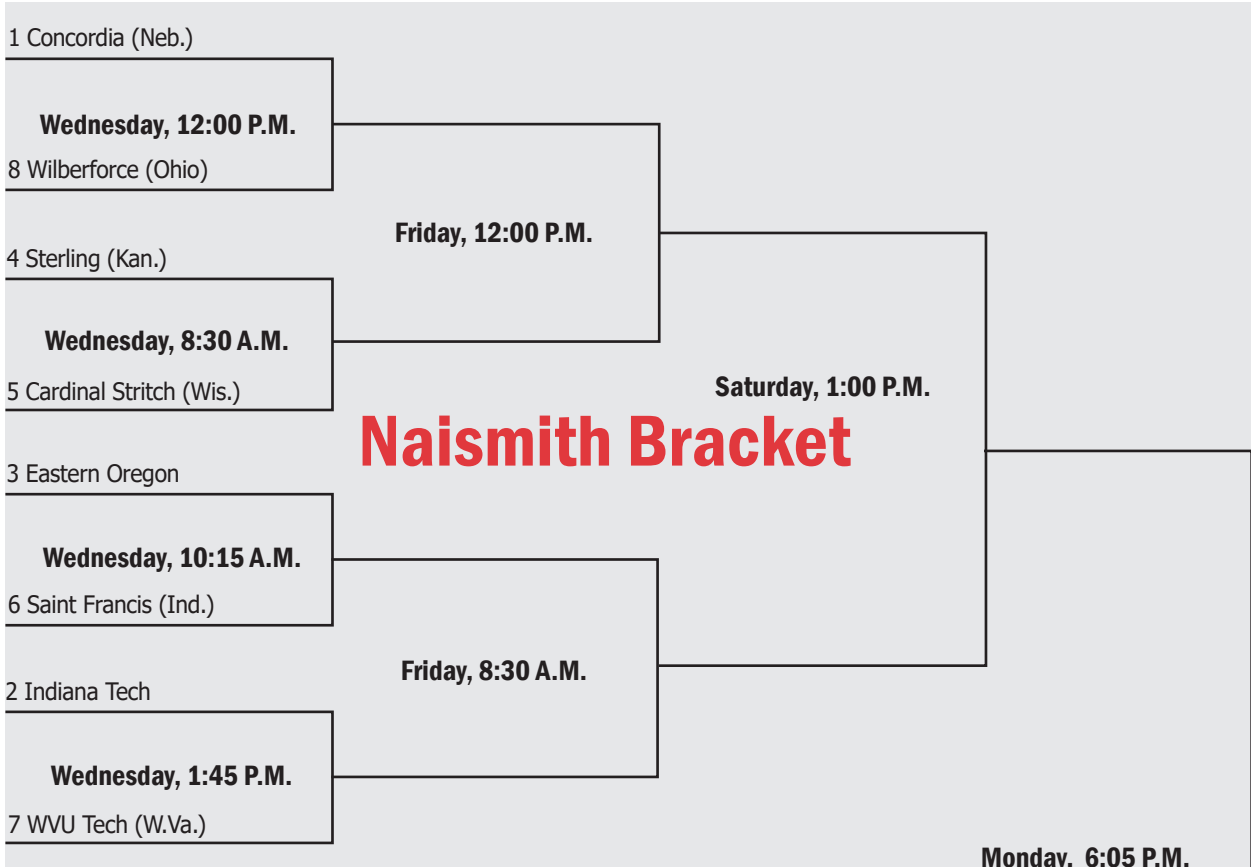 1 Concordia (Neb.)
Wednesday, 12:00 P.M.
8 Wilberforce (Ohio)
Friday, 12:00 P.M.
4 Sterling (Kan.)
Wednesday, 8:30 A.M.
5 Cardinal Stritch (Wis.)
Saturday, 1:00 P.M.
Naismith Bracket
3 Eastern Oregon
Wednesday, 10:15 A.M.
6 Saint Francis (Ind.)
Friday, 8:30 A.M.
2 Indiana Tech
Wednesday, 1:45 P.M.
7 WVU Tech (W.Va.)
Monday, 6:05 P.M.